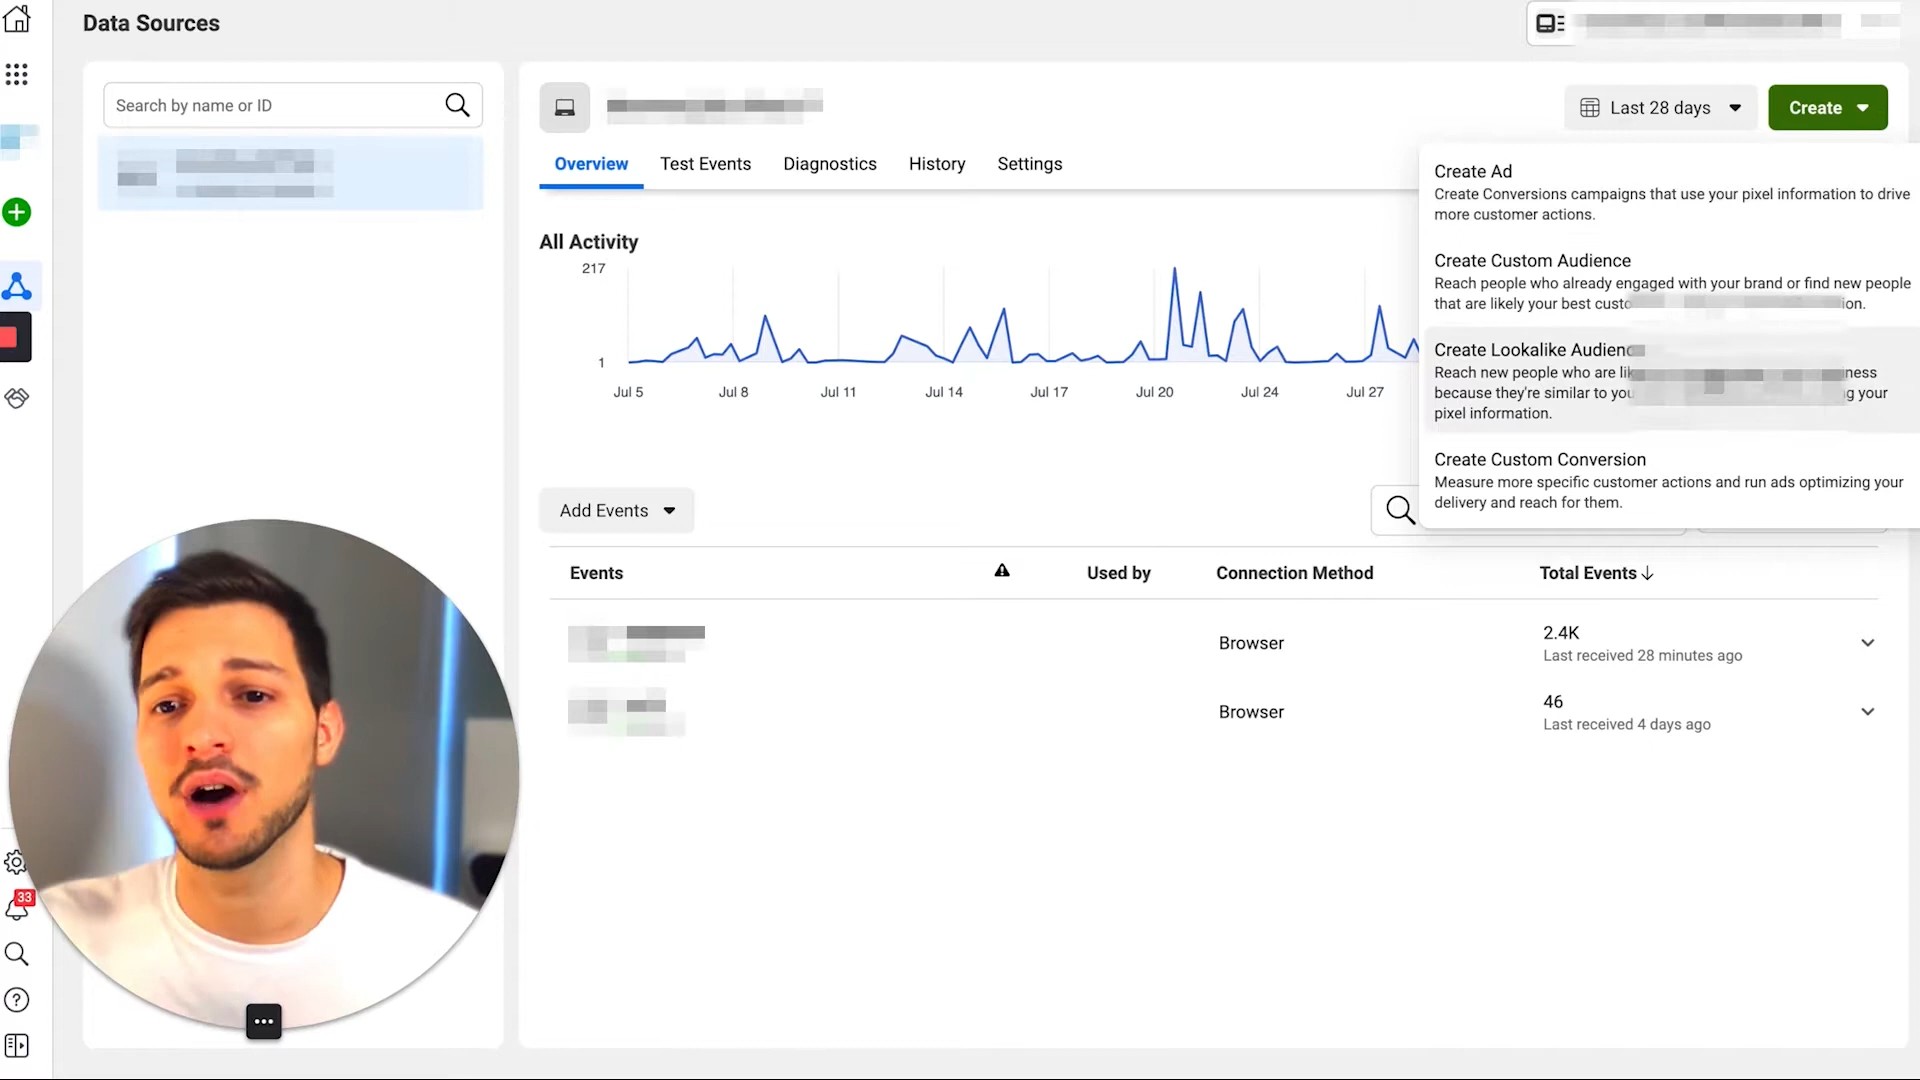 Data Sources
Search by name or ID
Last 28 days
Create
Overview
Test Events
Diagnostics
History
Settings
Create Ad
Create Conversions campaigns that use your pixel information to drive
more customer actions.
Create Custom Audience
Reach people who already engaged with your brand or find new people
that are likely your best
Create Lookalike
Reach new people who are
because they're similar to your
pixel information.
Create Custom Conversion
Measure more specific customer actions and run ads optimizing your
delivery and reach for them.
All Activity
217
1
Jul 5
Jul 8
Jul 11
Jul 14
Jul 17
Jul 20
Jul 24
Jul 27
Add Events
Events
Used by
Connection Method
Total Events
Browser
2.4K
Last received 28 minutes ago
Browser
46
Last received 4 days ago
33